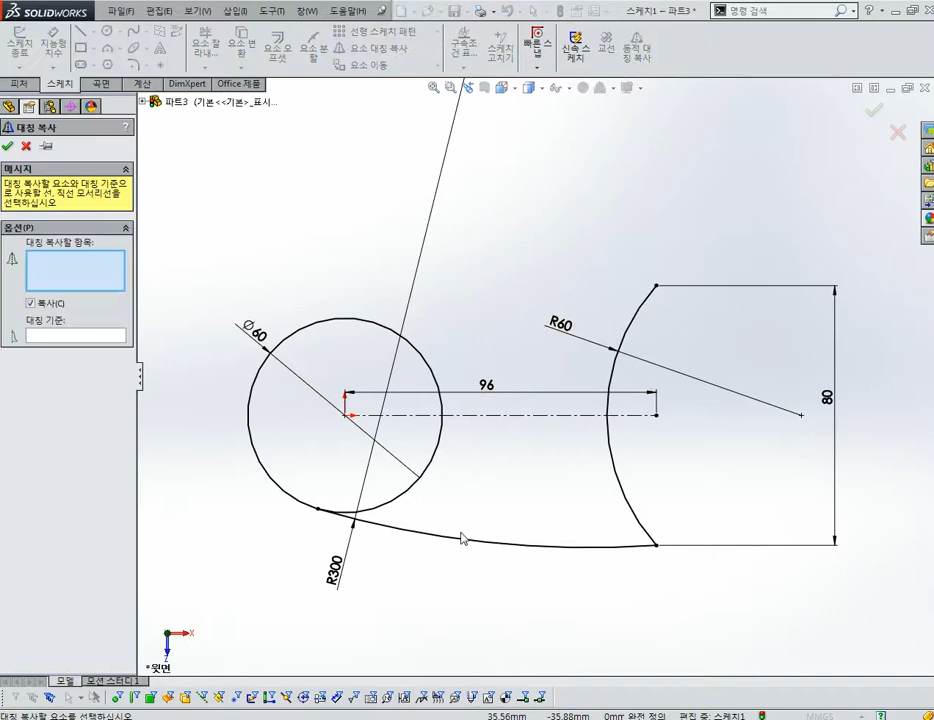 SOLIDWORKS 파일(F) 편집(E) 보기(V) 삽입(I) 도구(T) 창(W) 도움말(H) 스케치1 - 파트3 * 명령 검색
스케치 종료
지능형 치수
요소 잘라내...
요소 변환
요소 오프셋
요소 분할
선형 스케치 패턴
요소 대칭 복사
요소 이동
구속조건 표...
스케치 고치기
빠른 스냅
신속 스케치
교선
동적 대칭 복사
피처 스케치 곡면 계산 DimXpert Office 제품
파트3 (기본<<기본>_표시...
대칭 복사
메시지
대칭 복사할 요소와 대칭 기준으
로 사용할 선, 직선 모서리선을
선택하십시오
옵션(P)
대칭 복사할 항목:
복사(C)
대칭 기준:
Ø60
R60
96
80
R300
X
Z
*윗면
모델 모션 스터디1
대칭 복사할 요소를 선택하십시오 35.56mm -35.88mm 0mm 완전 정의 편집 중: 스케치1 MMGS